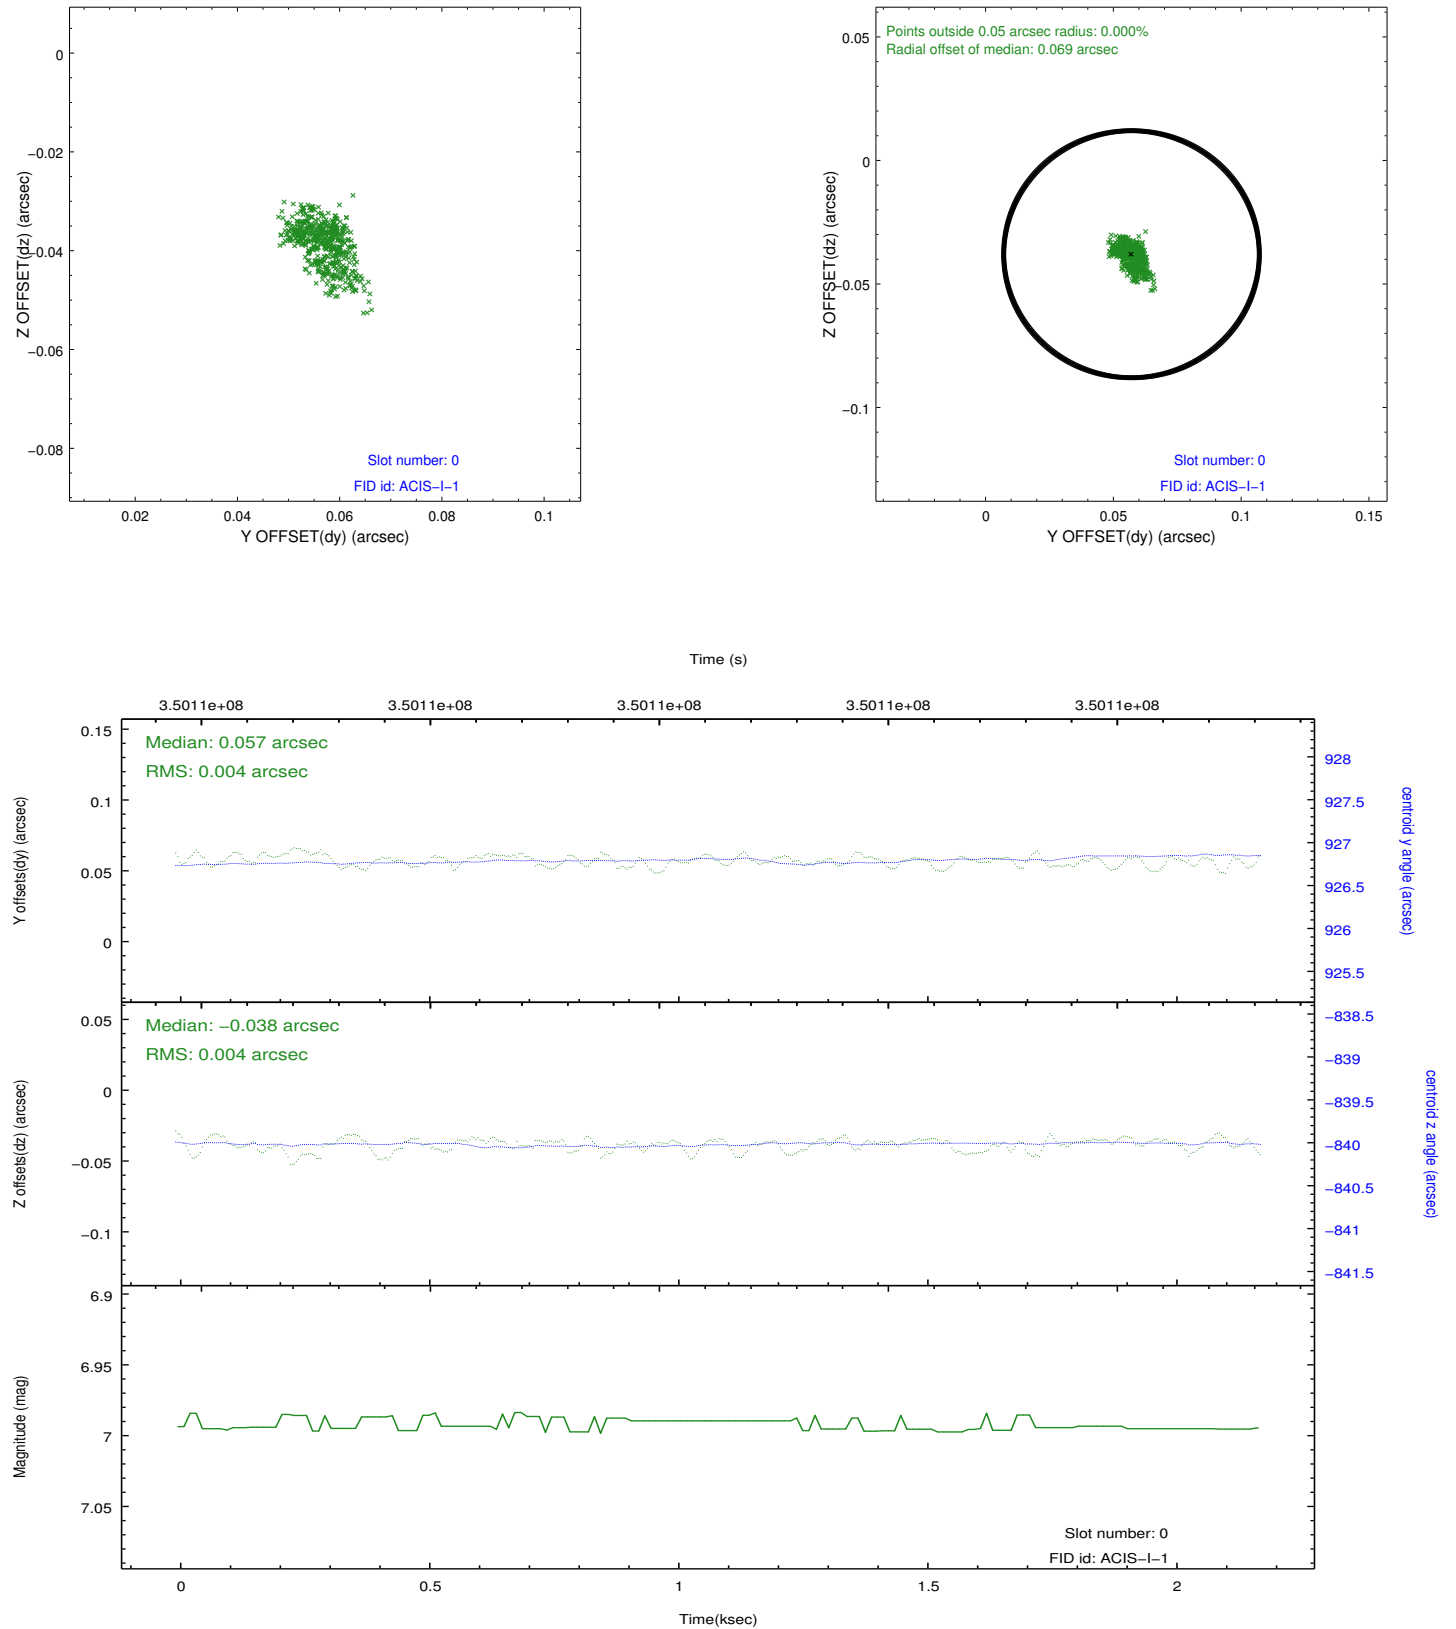 0
−0.02
−0.04
−0.06
−0.08
Z OFFSET(dz) (arcsec)
Slot number: 0
FID id: ACIS−I−1
0.02 0.04 0.06 0.08 0.1
Y OFFSET(dy) (arcsec)
Points outside 0.05 arcsec radius: 0.000%
Radial offset of median: 0.069 arcsec
0.05
0
−0.05
−0.1
Z OFFSET(dz) (arcsec)
Slot number: 0
FID id: ACIS−I−1
0 0.05 0.1 0.15
Y OFFSET(dy) (arcsec)
Time (s)
3.5011e+08 3.5011e+08 3.5011e+08 3.5011e+08 3.5011e+08
Median: 0.057 arcsec
RMS: 0.004 arcsec
0.15
0.1
0.05
0
Y offsets(dy) (arcsec)
928
927.5
927
926.5
926
925.5
centroid y angle (arcsec)
Median: −0.038 arcsec
RMS: 0.004 arcsec
0.05
0
−0.05
−0.1
Z offsets(dz) (arcsec)
−838.5
−839
−839.5
−840
−840.5
−841
−841.5
centroid z angle (arcsec)
6.9
6.95
7
7.05
Magnitude (mag)
Slot number: 0
FID id: ACIS−I−1
0 0.5 1 1.5 2
Time(ksec)